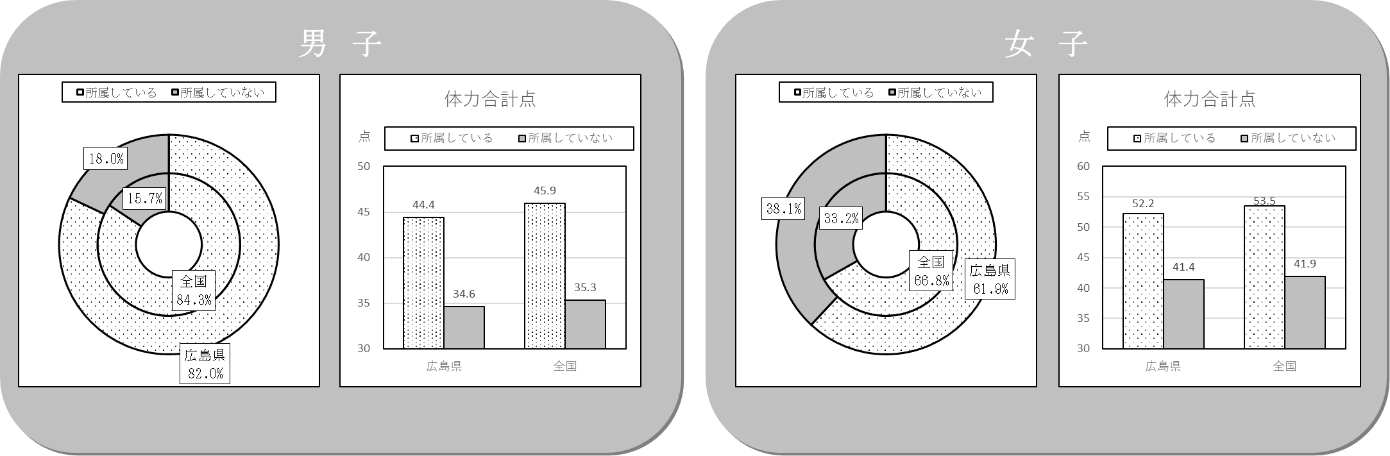 男 子
所属している 所属していない
18.0%
15.7%
全国
84.3%
広島県
82.0%
体力合計点
点
所属している 所属していない
50
45
40
35
30
44.4
34.6
45.9
35.3
広島県 全国
女 子
所属している 所属していない
38.1%
33.2%
全国
66.8%
広島県
61.9%
体力合計点
点
所属している 所属していない
60
55
50
45
40
35
30
52.2
41.4
53.5
41.9
広島県 全国